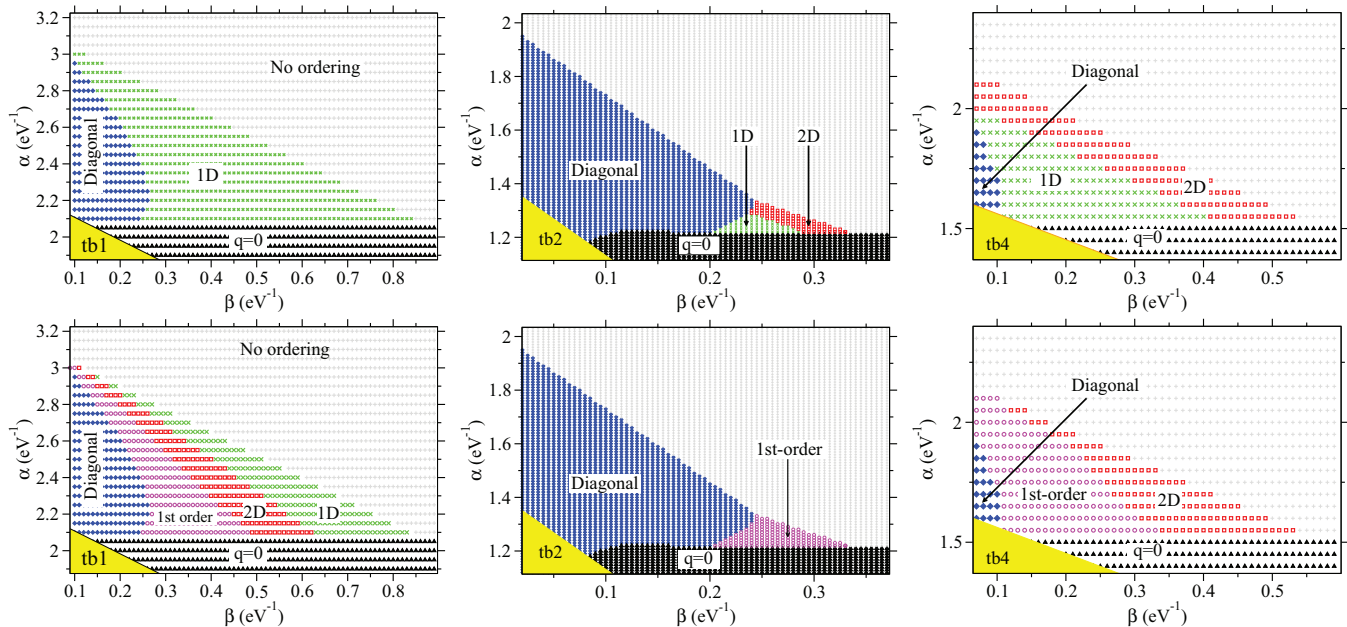 3.2
3
2.8
2.6
2.4
2.2
2
α (eV⁻¹)
No ordering
Diagonal
1D
tb1
q=0
0.1 0.2 0.3 0.4 0.5 0.6 0.7 0.8
β (eV⁻¹)
2
1.8
1.6
1.4
1.2
α (eV⁻¹)
1D
2D
Diagonal
tb2
q=0
0.1 0.2 0.3
β (eV⁻¹)
2
1.5
α (eV⁻¹)
Diagonal
1D
2D
tb4
q=0
0.1 0.2 0.3 0.4 0.5
β (eV⁻¹)
3.2
3
2.8
2.6
2.4
2.2
2
α (eV⁻¹)
No ordering
Diagonal
1st order
2D
1D
tb1
q=0
0.1 0.2 0.3 0.4 0.5 0.6 0.7 0.8
β (eV⁻¹)
2
1.8
1.6
1.4
1.2
α (eV⁻¹)
1st-order
Diagonal
tb2
q=0
0.1 0.2 0.3
β (eV⁻¹)
2
1.5
α (eV⁻¹)
Diagonal
1st-order
2D
tb4
q=0
0.1 0.2 0.3 0.4 0.5
β (eV⁻¹)